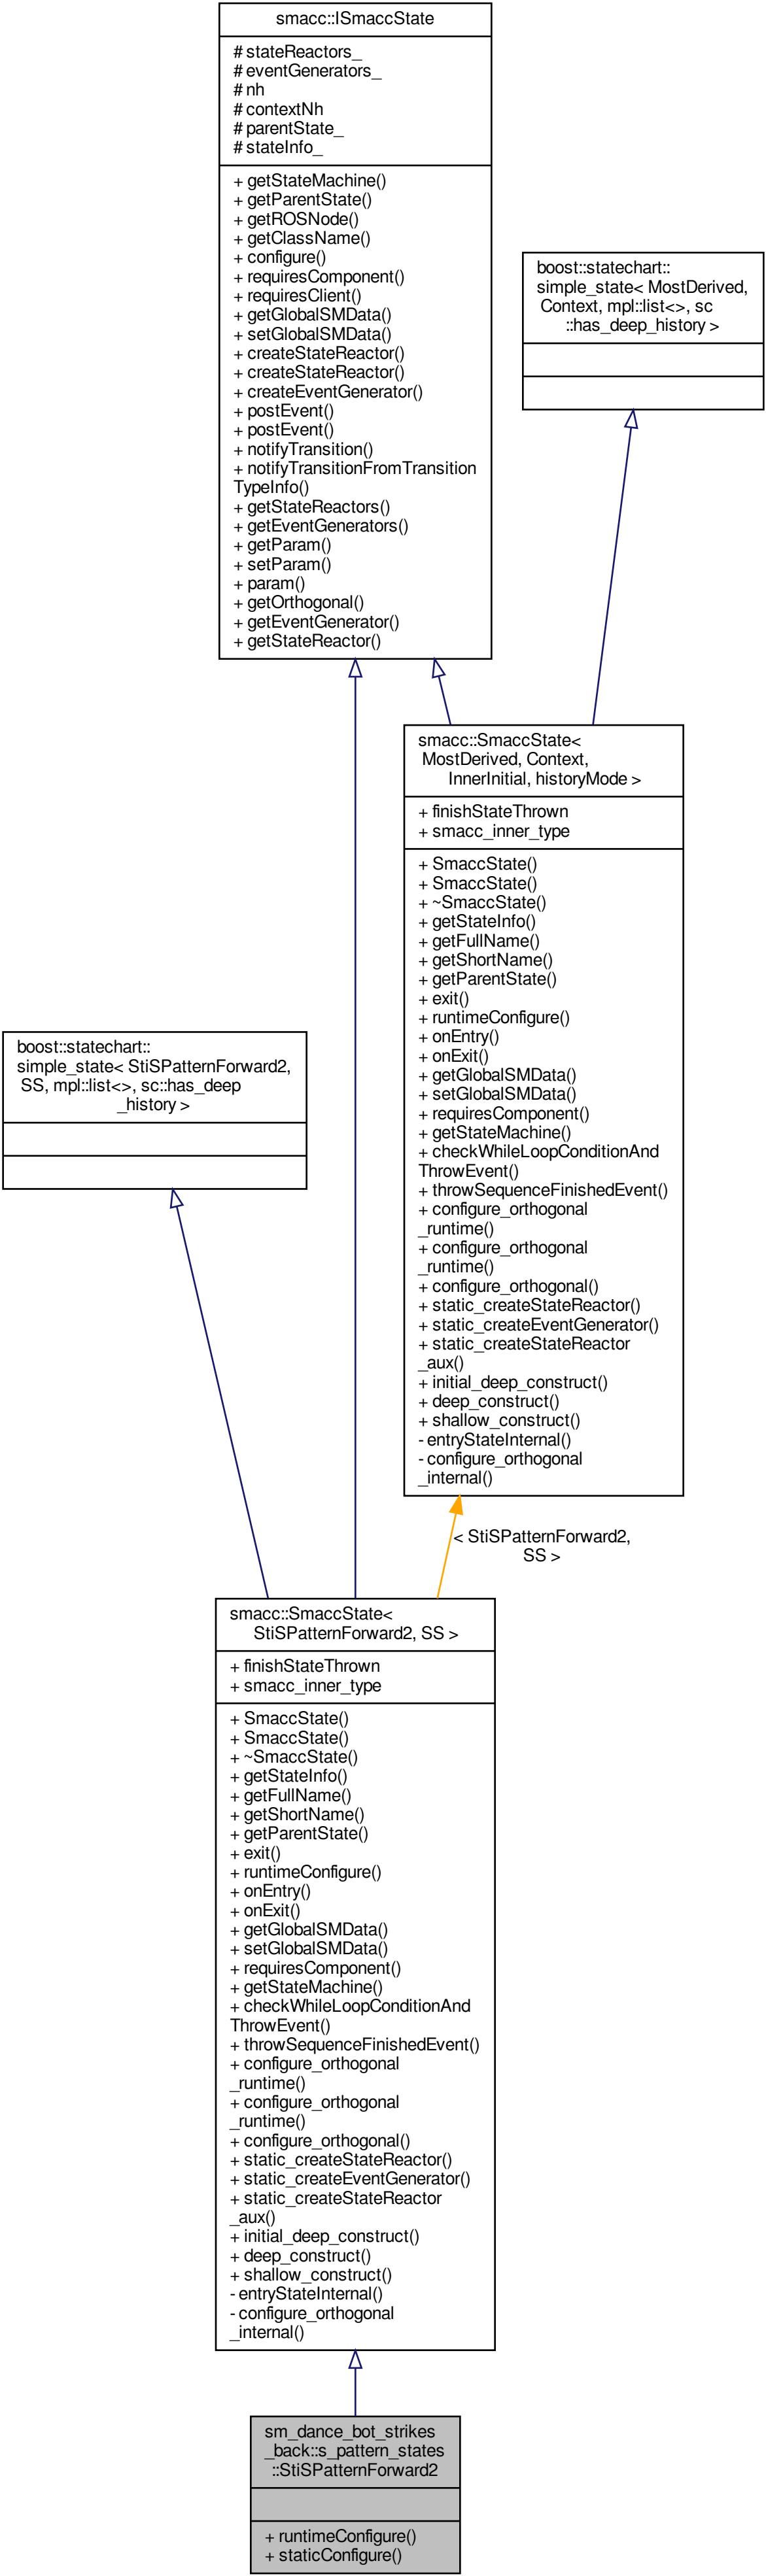 smacc::ISmaccState
# stateReactors_
# eventGenerators_
# nh
# contextNh
# parentState_
# stateInfo_
+ getStateMachine()
+ getParentState()
+ getROSNode()
+ getClassName()
+ configure()
+ requiresComponent()
+ requiresClient()
+ getGlobalSMData()
+ setGlobalSMData()
+ createStateReactor()
+ createStateReactor()
+ createEventGenerator()
+ postEvent()
+ postEvent()
+ notifyTransition()
+ notifyTransitionFromTransition
TypeInfo()
+ getStateReactors()
+ getEventGenerators()
+ getParam()
+ setParam()
+ param()
+ getOrthogonal()
+ getEventGenerator()
+ getStateReactor()
boost::statechart::
simple_state< MostDerived,
Context, mpl::list<>, sc
::has_deep_history >
smacc::SmaccState<
MostDerived, Context,
InnerInitial, historyMode >
+ finishStateThrown
+ smacc_inner_type
+ SmaccState()
+ SmaccState()
+ ~SmaccState()
+ getStateInfo()
+ getFullName()
+ getShortName()
+ getParentState()
+ exit()
+ runtimeConfigure()
+ onEntry()
+ onExit()
+ getGlobalSMData()
+ setGlobalSMData()
+ requiresComponent()
+ getStateMachine()
+ checkWhileLoopConditionAnd
ThrowEvent()
+ throwSequenceFinishedEvent()
+ configure_orthogonal
_runtime()
+ configure_orthogonal
_runtime()
+ configure_orthogonal()
+ static_createStateReactor()
+ static_createEventGenerator()
+ static_createStateReactor
_aux()
+ initial_deep_construct()
+ deep_construct()
+ shallow_construct()
- entryStateInternal()
- configure_orthogonal
_internal()
boost::statechart::
simple_state< StiSPatternForward2,
SS, mpl::list<>, sc::has_deep
_history >
< StiSPatternForward2,
SS >
smacc::SmaccState<
StiSPatternForward2, SS >
+ finishStateThrown
+ smacc_inner_type
+ SmaccState()
+ SmaccState()
+ ~SmaccState()
+ getStateInfo()
+ getFullName()
+ getShortName()
+ getParentState()
+ exit()
+ runtimeConfigure()
+ onEntry()
+ onExit()
+ getGlobalSMData()
+ setGlobalSMData()
+ requiresComponent()
+ getStateMachine()
+ checkWhileLoopConditionAnd
ThrowEvent()
+ throwSequenceFinishedEvent()
+ configure_orthogonal
_runtime()
+ configure_orthogonal
_runtime()
+ configure_orthogonal()
+ static_createStateReactor()
+ static_createEventGenerator()
+ static_createStateReactor
_aux()
+ initial_deep_construct()
+ deep_construct()
+ shallow_construct()
- entryStateInternal()
- configure_orthogonal
_internal()
sm_dance_bot_strikes
_back::s_pattern_states
::StiSPatternForward2
+ runtimeConfigure()
+ staticConfigure()